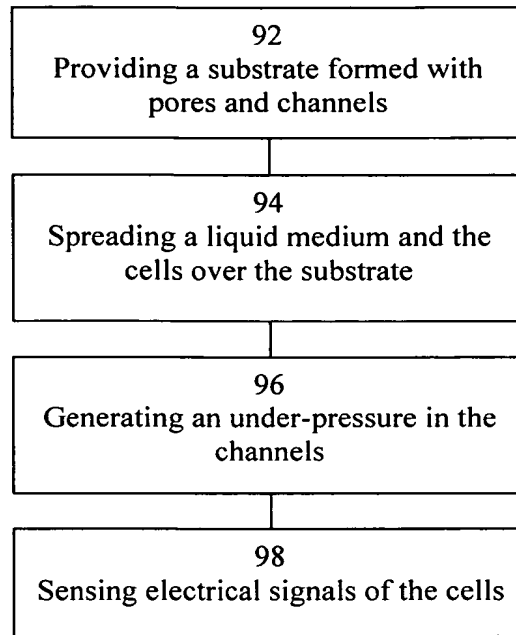 92
Providing a substrate formed with
pores and channels
94
Spreading a liquid medium and the
cells over the substrate
96
Generating an under-pressure in the
channels
98
Sensing electrical signals of the cells